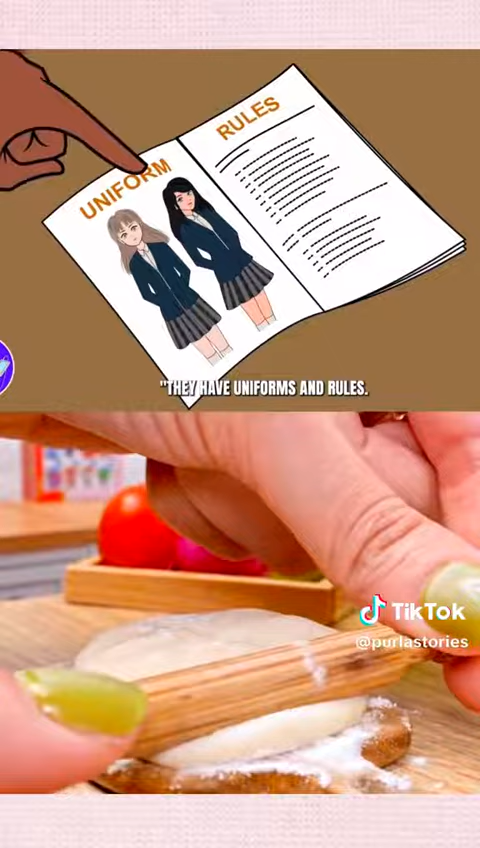 UNIFORM
RULES
"THEY HAVE UNIFORMS AND RULES.
TikTok
@purlastories